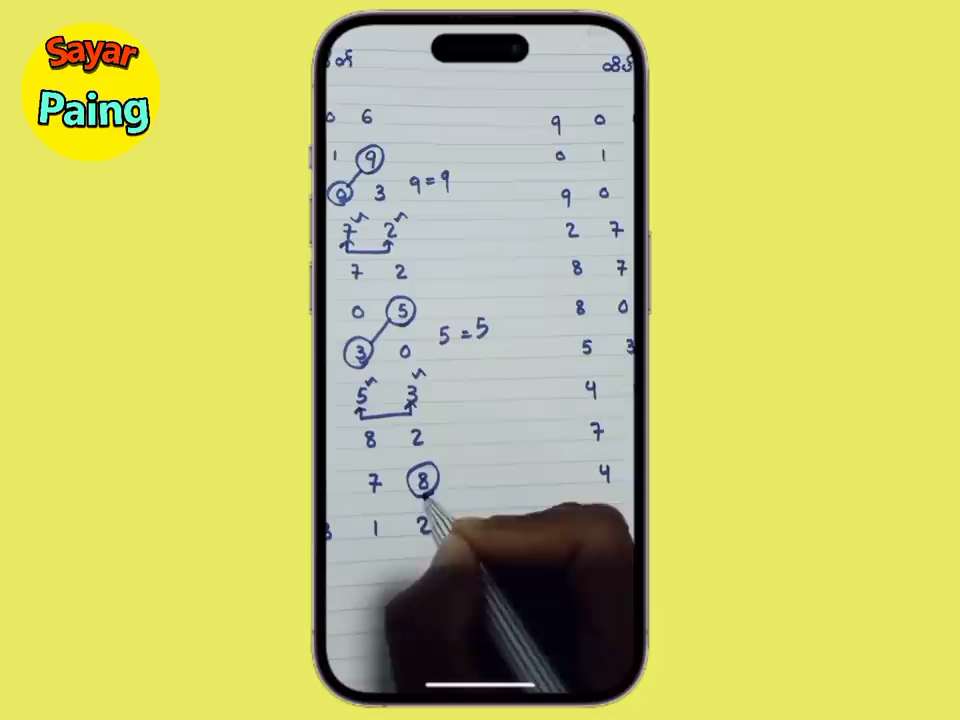 Sayar
Paing
0 6 9 0
1 9 0 1
0 3 9=9 9 0
7 2 2 7
7 2 8 7
0 5 8 0
3 0 5=5 5 3
5 3 4
8 2 7
7 8 4
1 2